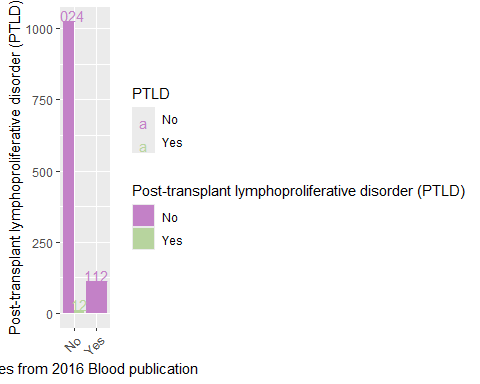 Post-transplant lymphoproliferative disorder (PTLD)
1000
750
500
250
0
024
12
112
No
Yes
es from 2016 Blood publication
PTLD
a No
a Yes
Post-transplant lymphoproliferative disorder (PTLD)
No
Yes